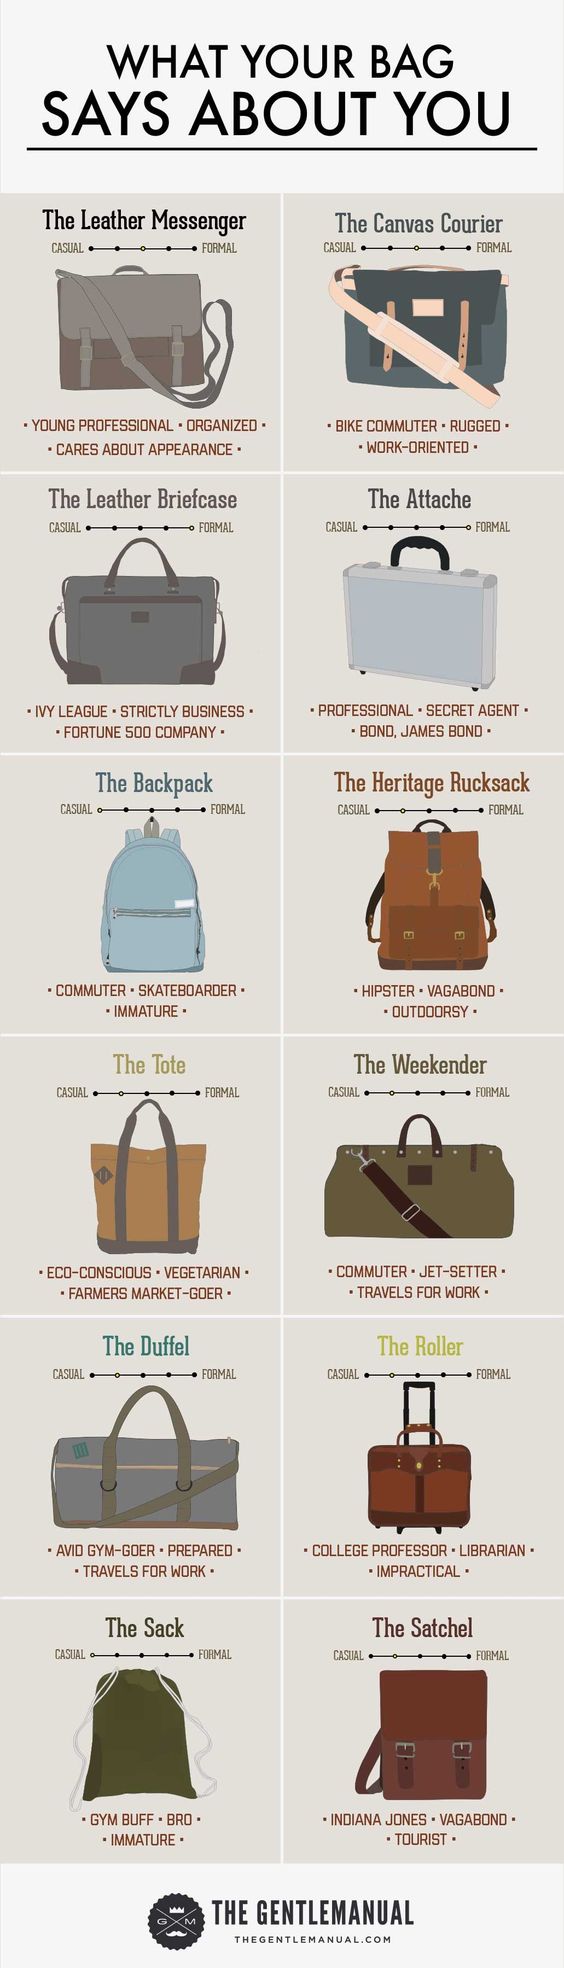 WHAT YOUR BAG
SAYS ABOUT YOU
The Leather Messenger
CASUAL FORMAL
• YOUNG PROFESSIONAL • ORGANIZED •
• CARES ABOUT APPEARANCE •
The Canvas Courier
CASUAL FORMAL
• BIKE COMMUTER • RUGGED •
• WORK-ORIENTED •
The Leather Briefcase
CASUAL FORMAL
• IVY LEAGUE • STRICTLY BUSINESS •
• FORTUNE 500 COMPANY •
The Attache
CASUAL FORMAL
• PROFESSIONAL • SECRET AGENT •
• BOND, JAMES BOND •
The Backpack
CASUAL FORMAL
• COMMUTER • SKATEBOARDER •
• IMMATURE •
The Heritage Rucksack
CASUAL FORMAL
• HIPSTER • VAGABOND •
• OUTDOORSY •
The Tote
CASUAL FORMAL
• ECO-CONSCIOUS • VEGETARIAN •
• FARMERS MARKET-GOER •
The Weekender
CASUAL FORMAL
• COMMUTER • JET-SETTER •
• TRAVELS FOR WORK •
The Duffel
CASUAL FORMAL
• AVID GYM-GOER • PREPARED •
• TRAVELS FOR WORK •
The Roller
CASUAL FORMAL
• COLLEGE PROFESSOR • LIBRARIAN •
• IMPRACTICAL •
The Sack
CASUAL FORMAL
• GYM BUFF • BRO •
• IMMATURE •
The Satchel
CASUAL FORMAL
• INDIANA JONES • VAGABOND •
• TOURIST •
G M
THE GENTLEMANUAL
THEGENTLEMANUAL.COM